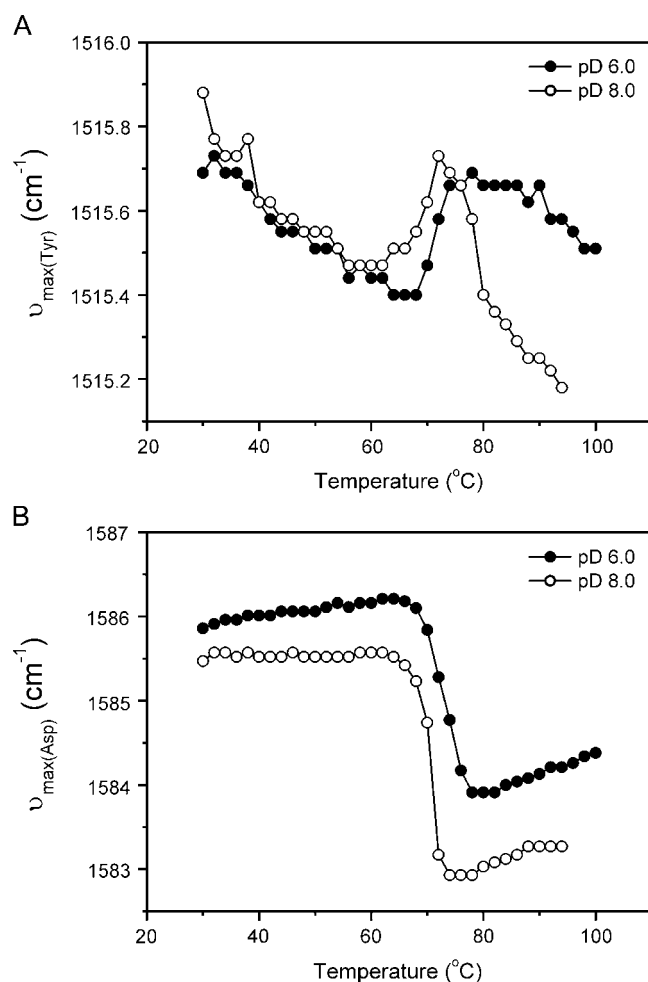 A
1516.0
1515.8
1515.6
1515.4
1515.2
υmax(Tyr) (cm⁻¹)
pD 6.0
pD 8.0
20 40 60 80 100
Temperature (°C)
B
1587
1586
1585
1584
1583
υmax(Asp) (cm⁻¹)
pD 6.0
pD 8.0
20 40 60 80 100
Temperature (°C)